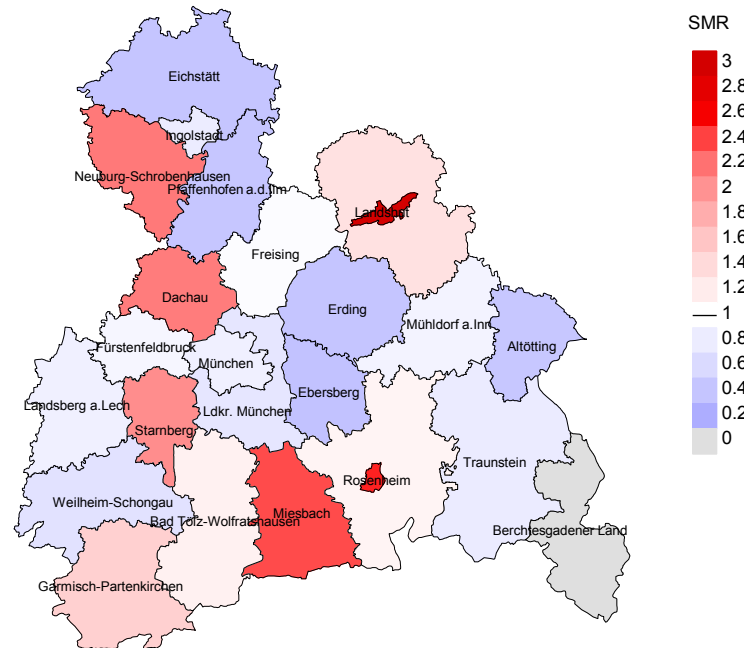 SMR
3
2.8
2.6
2.4
2.2
2
1.8
1.6
1.4
1.2
1
0.8
0.6
0.4
0.2
0
Eichstätt
Ingolstadt
Neuburg-Schrobenhausen
Pfaffenhofen a.d.Ilm
Landshut
Freising
Dachau
Erding
Mühldorf a.Inn
Altötting
Fürstenfeldbruck
München
Ebersberg
Landsberg a.Lech
Ldkr. München
Starnberg
Traunstein
Rosenheim
Weilheim-Schongau
Miesbach
Bad Tölz-Wolfratshausen
Berchtesgadener Land
Garmisch-Partenkirchen